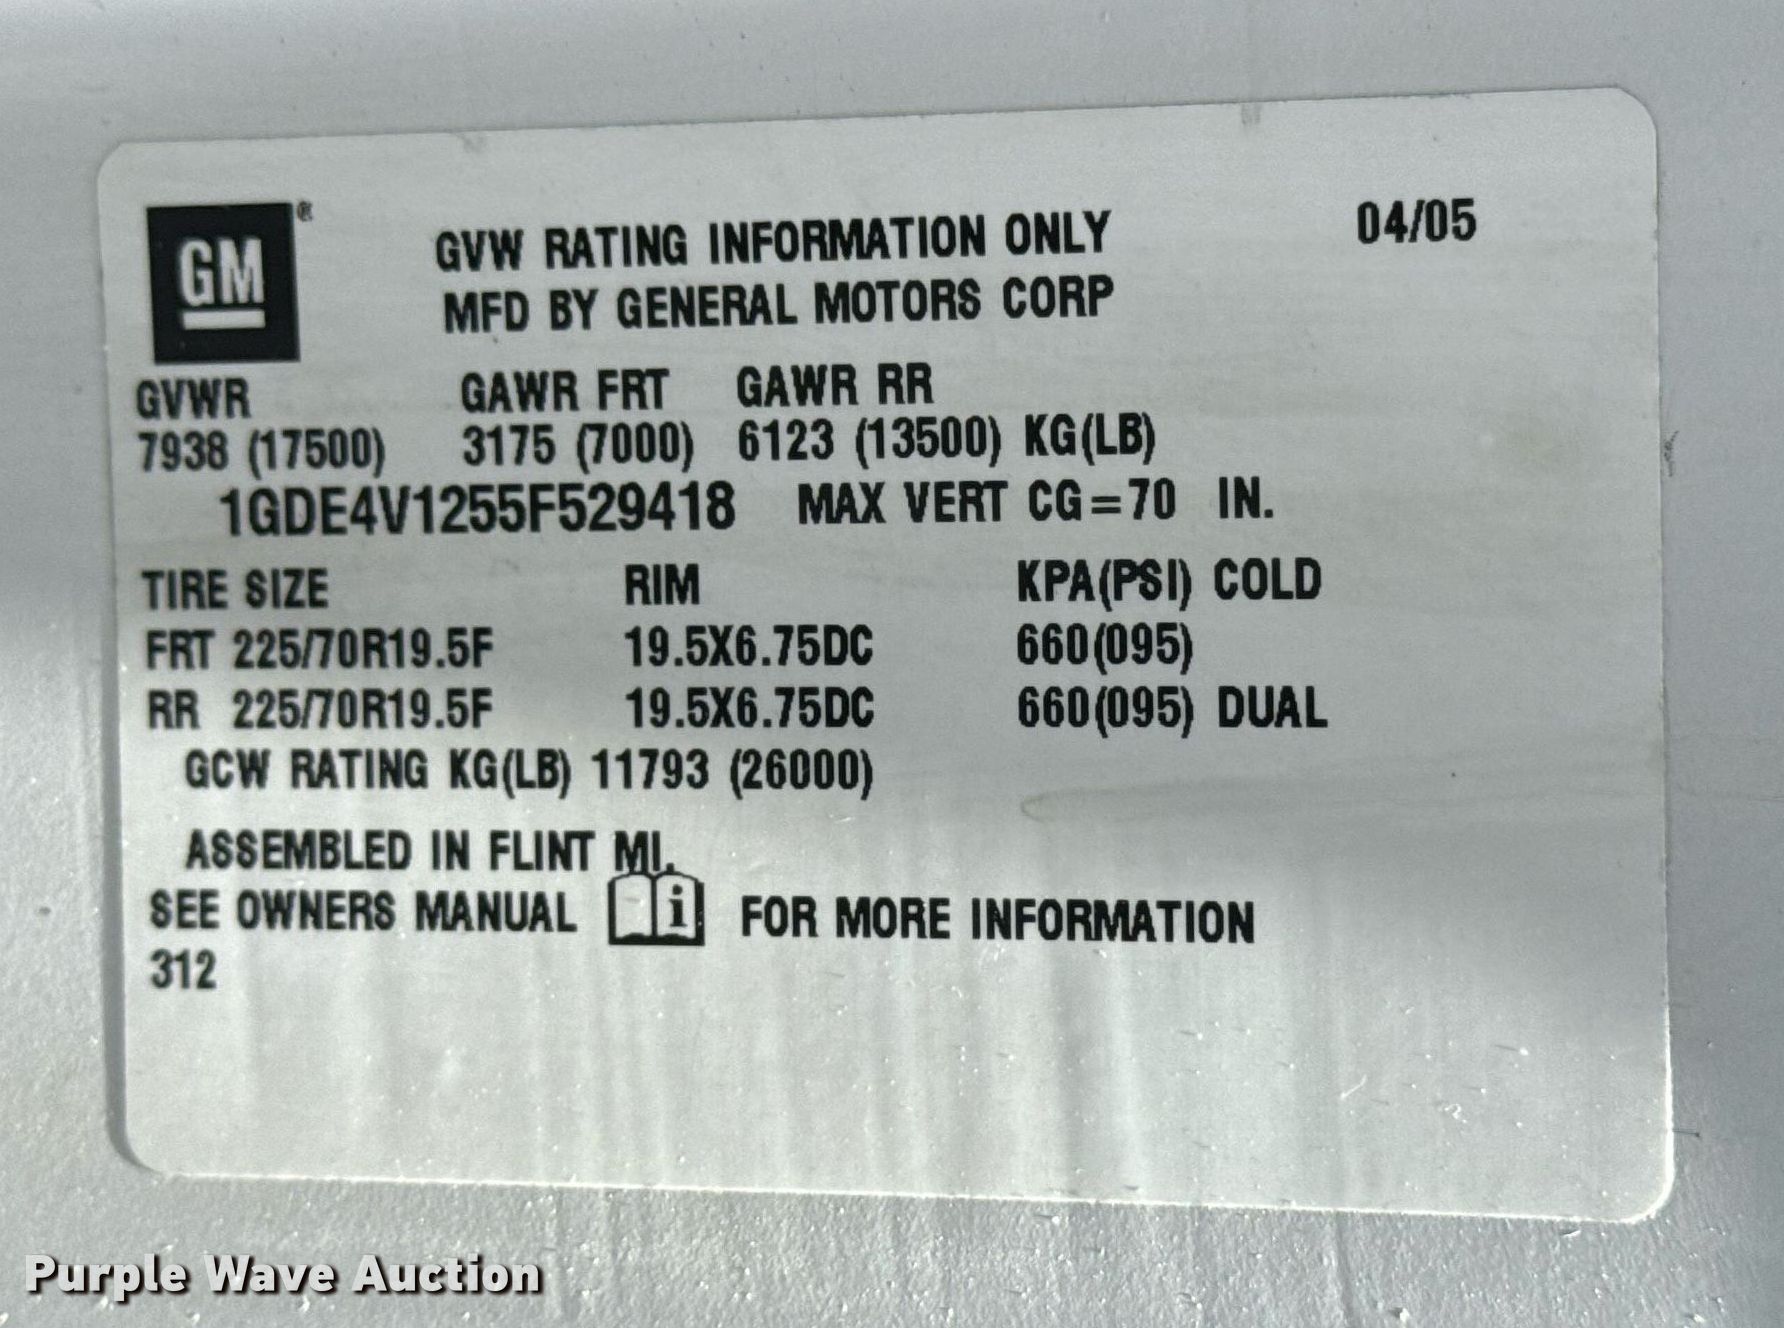 GM®
GVW RATING INFORMATION ONLY 04/05
MFD BY GENERAL MOTORS CORP
GVWR GAWR FRT GAWR RR
7938 (17500) 3175 (7000) 6123 (13500) KG(LB)
1GDE4V1255F529418 MAX VERT CG=70 IN.
TIRE SIZE RIM KPA(PSI) COLD
FRT 225/70R19.5F 19.5X6.75DC 660(095)
RR 225/70R19.5F 19.5X6.75DC 660(095) DUAL
GCW RATING KG(LB) 11793 (26000)
ASSEMBLED IN FLINT MI.
SEE OWNERS MANUAL i FOR MORE INFORMATION
312
Purple Wave Auction